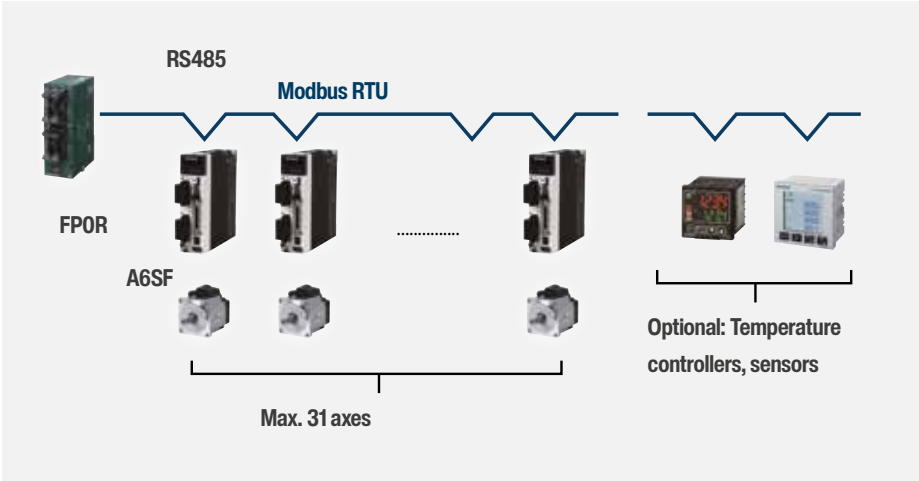 RS485
Modbus RTU
FP0R
A6SF
Optional: Temperature
controllers, sensors
Max. 31 axes